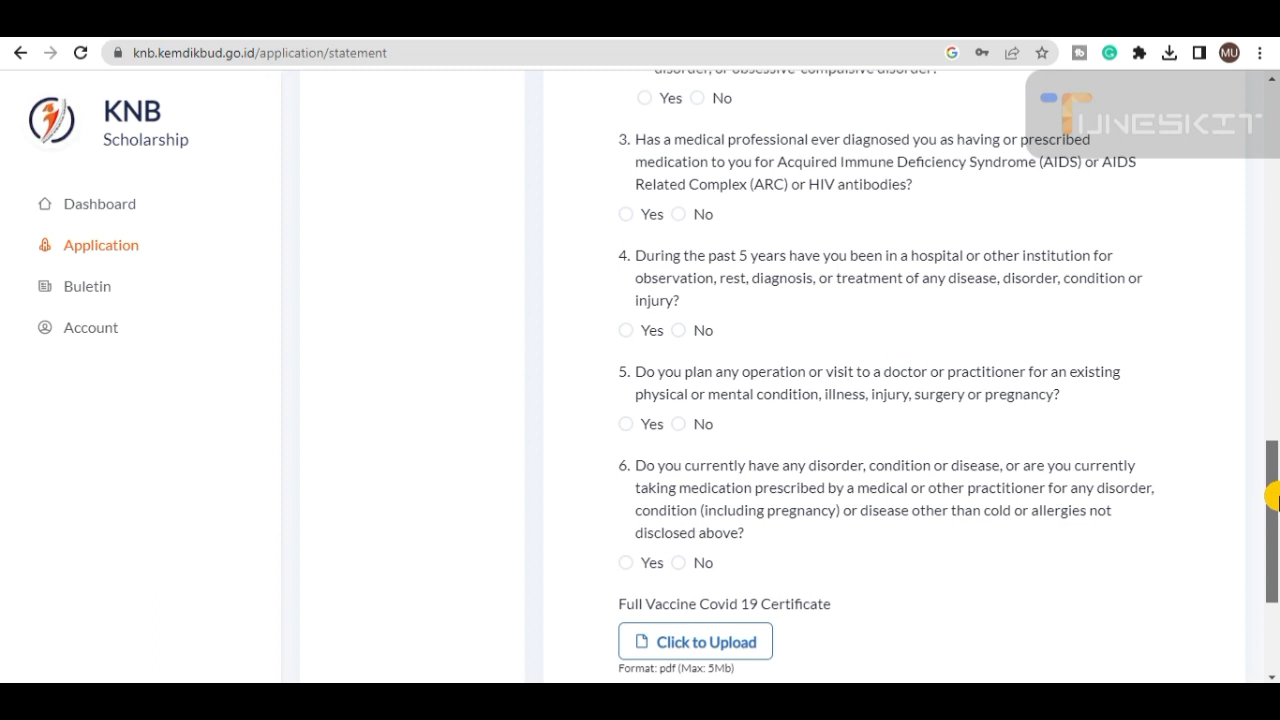 knb.kemdikbud.go.id/application/statement
MU
KNB
Scholarship
Dashboard
Application
Buletin
Account
disorder, or obsessive-compulsive disorder?
Yes No
TUNESKIT
3. Has a medical professional ever diagnosed you as having or prescribed
medication to you for Acquired Immune Deficiency Syndrome (AIDS) or AIDS
Related Complex (ARC) or HIV antibodies?
Yes No
4. During the past 5 years have you been in a hospital or other institution for
observation, rest, diagnosis, or treatment of any disease, disorder, condition or
injury?
Yes No
5. Do you plan any operation or visit to a doctor or practitioner for an existing
physical or mental condition, illness, injury, surgery or pregnancy?
Yes No
6. Do you currently have any disorder, condition or disease, or are you currently
taking medication prescribed by a medical or other practitioner for any disorder,
condition (including pregnancy) or disease other than cold or allergies not
disclosed above?
Yes No
Full Vaccine Covid 19 Certificate
Click to Upload
Format: pdf (Max: 5Mb)